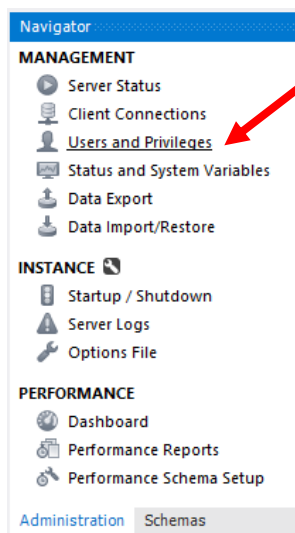 Navigator
MANAGEMENT
Server Status
Client Connections
Users and Privileges
Status and System Variables
Data Export
Data Import/Restore
INSTANCE
Startup / Shutdown
Server Logs
Options File
PERFORMANCE
Dashboard
Performance Reports
Performance Schema Setup
Administration Schemas